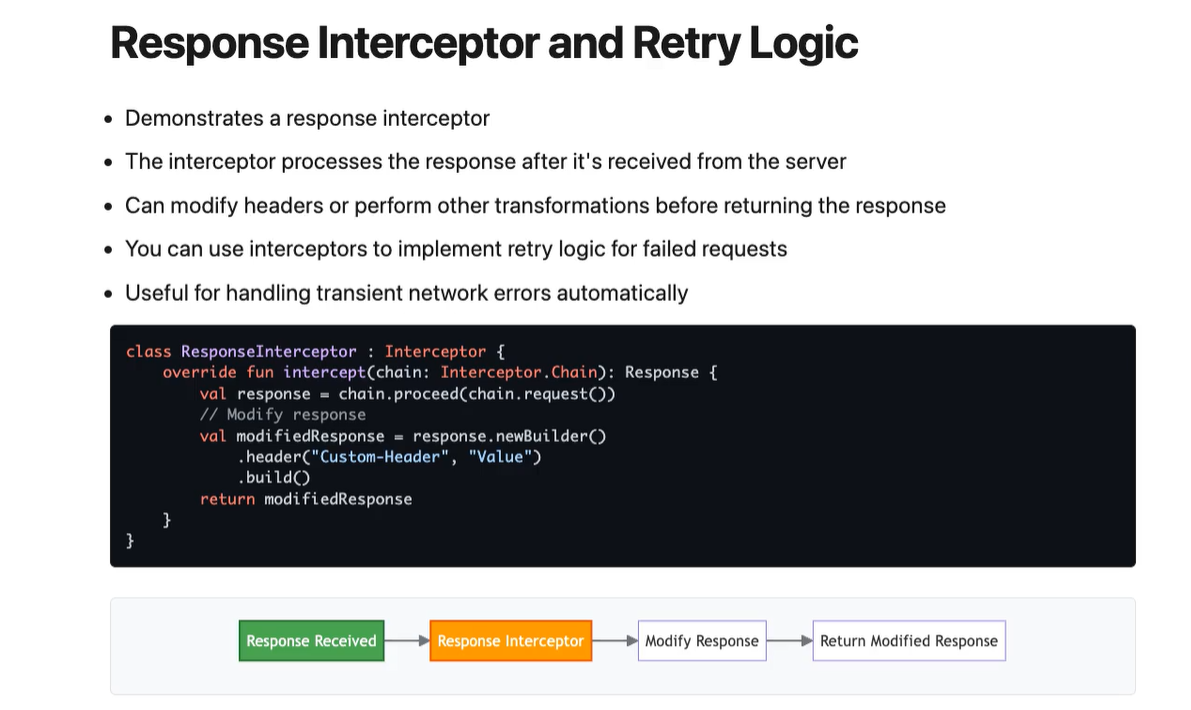 Response Interceptor and Retry Logic
• Demonstrates a response interceptor
• The interceptor processes the response after it's received from the server
• Can modify headers or perform other transformations before returning the response
• You can use interceptors to implement retry logic for failed requests
• Useful for handling transient network errors automatically
class ResponseInterceptor : Interceptor {
    override fun intercept(chain: Interceptor.Chain): Response {
        val response = chain.proceed(chain.request())
        // Modify response
        val modifiedResponse = response.newBuilder()
            .header("Custom-Header", "Value")
            .build()
        return modifiedResponse
    }
}
Response Received
Response Interceptor
Modify Response
Return Modified Response